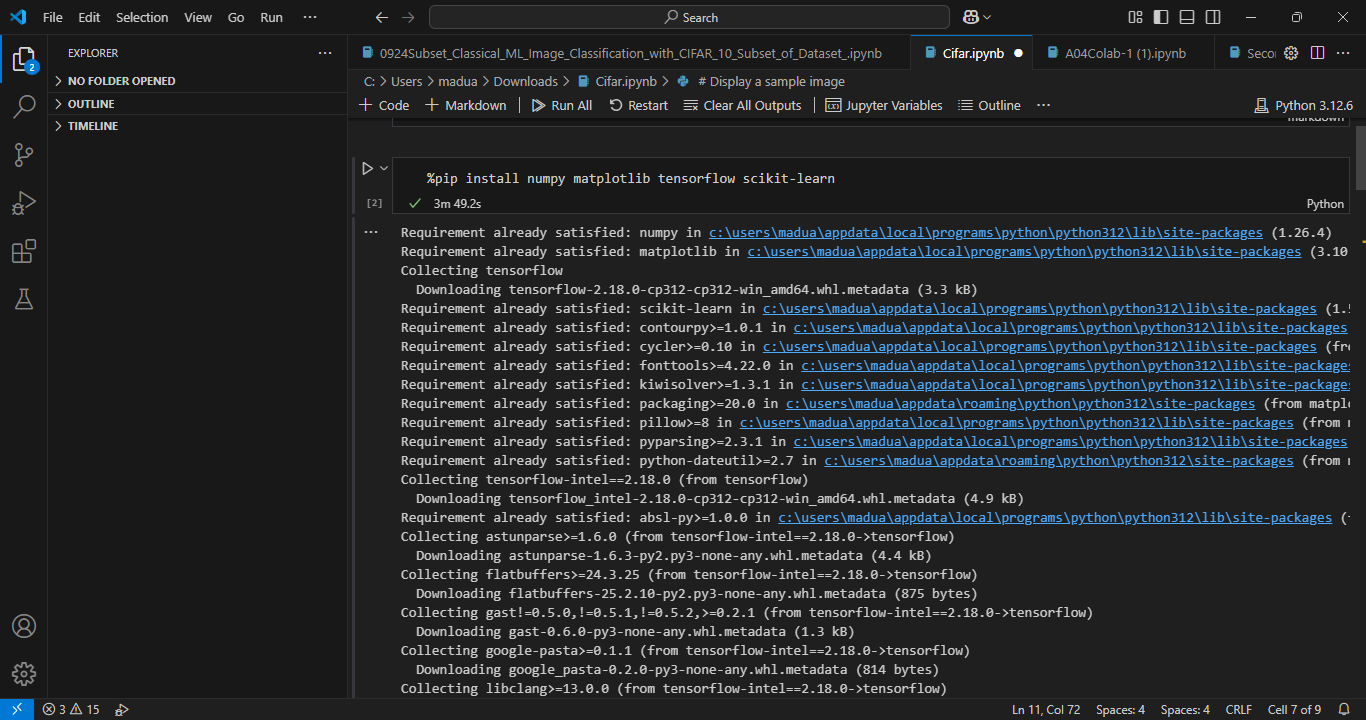 File Edit Selection View Go Run ··· Search
EXPLORER ···
NO FOLDER OPENED
OUTLINE
TIMELINE
2
0924Subset_Classical_ML_Image_Classification_with_CIFAR_10_Subset_of_Dataset_.ipynb Cifar.ipynb A04Colab-1 (1).ipynb Secon ···
C: > Users > madua > Downloads > Cifar.ipynb > # Display a sample image
+ Code + Markdown Run All Restart Clear All Outputs Jupyter Variables Outline ··· Python 3.12.6
markdown
%pip install numpy matplotlib tensorflow scikit-learn
[2] 3m 49.2s Python
Requirement already satisfied: numpy in c:\users\madua\appdata\local\programs\python\python312\lib\site-packages (1.26.4)
Requirement already satisfied: matplotlib in c:\users\madua\appdata\local\programs\python\python312\lib\site-packages (3.10
Collecting tensorflow
Downloading tensorflow-2.18.0-cp312-cp312-win_amd64.whl.metadata (3.3 kB)
Requirement already satisfied: scikit-learn in c:\users\madua\appdata\local\programs\python\python312\lib\site-packages (1.5
Requirement already satisfied: contourpy>=1.0.1 in c:\users\madua\appdata\local\programs\python\python312\lib\site-packages
Requirement already satisfied: cycler>=0.10 in c:\users\madua\appdata\local\programs\python\python312\lib\site-packages (fro
Requirement already satisfied: fonttools>=4.22.0 in c:\users\madua\appdata\local\programs\python\python312\lib\site-package
Requirement already satisfied: kiwisolver>=1.3.1 in c:\users\madua\appdata\local\programs\python\python312\lib\site-package
Requirement already satisfied: packaging>=20.0 in c:\users\madua\appdata\roaming\python\python312\site-packages (from matpl
Requirement already satisfied: pillow>=8 in c:\users\madua\appdata\local\programs\python\python312\lib\site-packages (from
Requirement already satisfied: pyparsing>=2.3.1 in c:\users\madua\appdata\local\programs\python\python312\lib\site-packages
Requirement already satisfied: python-dateutil>=2.7 in c:\users\madua\appdata\roaming\python\python312\site-packages (from
Collecting tensorflow-intel==2.18.0 (from tensorflow)
Downloading tensorflow_intel-2.18.0-cp312-cp312-win_amd64.whl.metadata (4.9 kB)
Requirement already satisfied: absl-py>=1.0.0 in c:\users\madua\appdata\local\programs\python\python312\lib\site-packages (
Collecting astunparse>=1.6.0 (from tensorflow-intel==2.18.0->tensorflow)
Downloading astunparse-1.6.3-py2.py3-none-any.whl.metadata (4.4 kB)
Collecting flatbuffers>=24.3.25 (from tensorflow-intel==2.18.0->tensorflow)
Downloading flatbuffers-25.2.10-py2.py3-none-any.whl.metadata (875 bytes)
Collecting gast!=0.5.0,!=0.5.1,!=0.5.2,>=0.2.1 (from tensorflow-intel==2.18.0->tensorflow)
Downloading gast-0.6.0-py3-none-any.whl.metadata (1.3 kB)
Collecting google-pasta>=0.1.1 (from tensorflow-intel==2.18.0->tensorflow)
Downloading google_pasta-0.2.0-py3-none-any.whl.metadata (814 bytes)
Collecting libclang>=13.0.0 (from tensorflow-intel==2.18.0->tensorflow)
3 15 Ln 11, Col 72 Spaces: 4 Spaces: 4 CRLF Cell 7 of 9